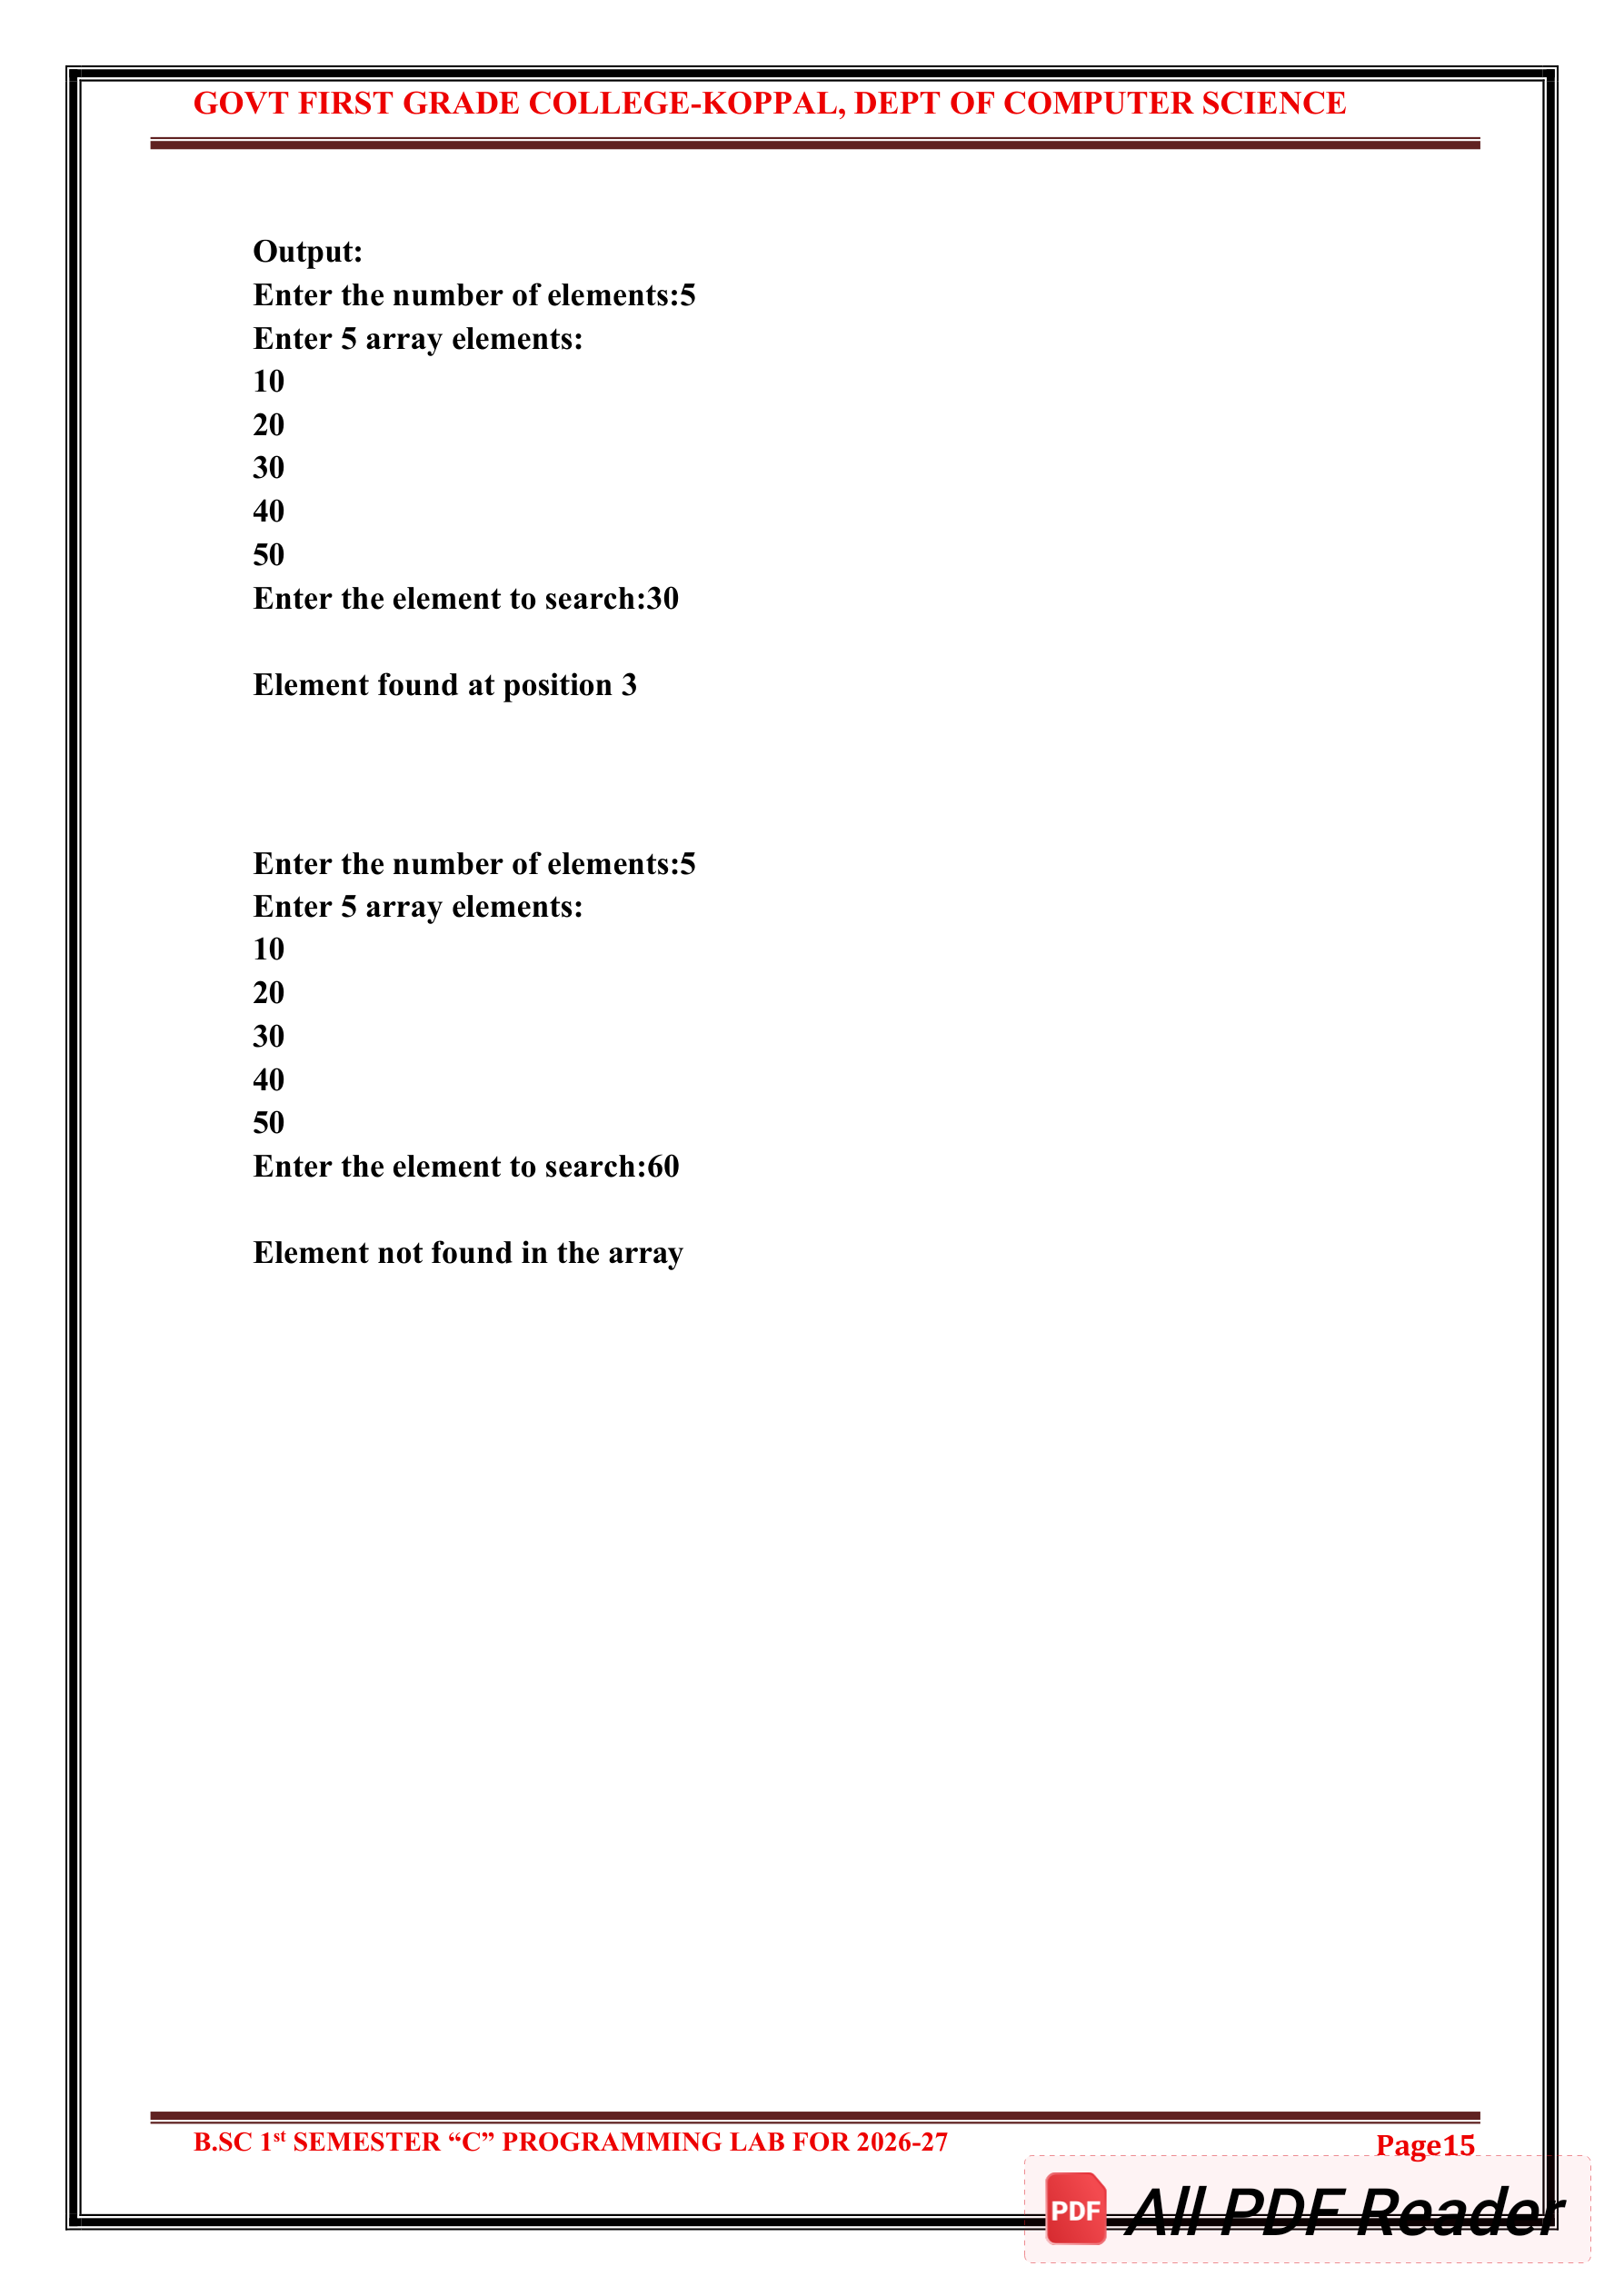 GOVT FIRST GRADE COLLEGE-KOPPAL, DEPT OF COMPUTER SCIENCE
Output:
Enter the number of elements:5
Enter 5 array elements:
10
20
30
40
50
Enter the element to search:30
Element found at position 3
Enter the number of elements:5
Enter 5 array elements:
10
20
30
40
50
Enter the element to search:60
Element not found in the array
B.SC 1st SEMESTER “C” PROGRAMMING LAB FOR 2026-27
Page15
PDF All PDF Reader